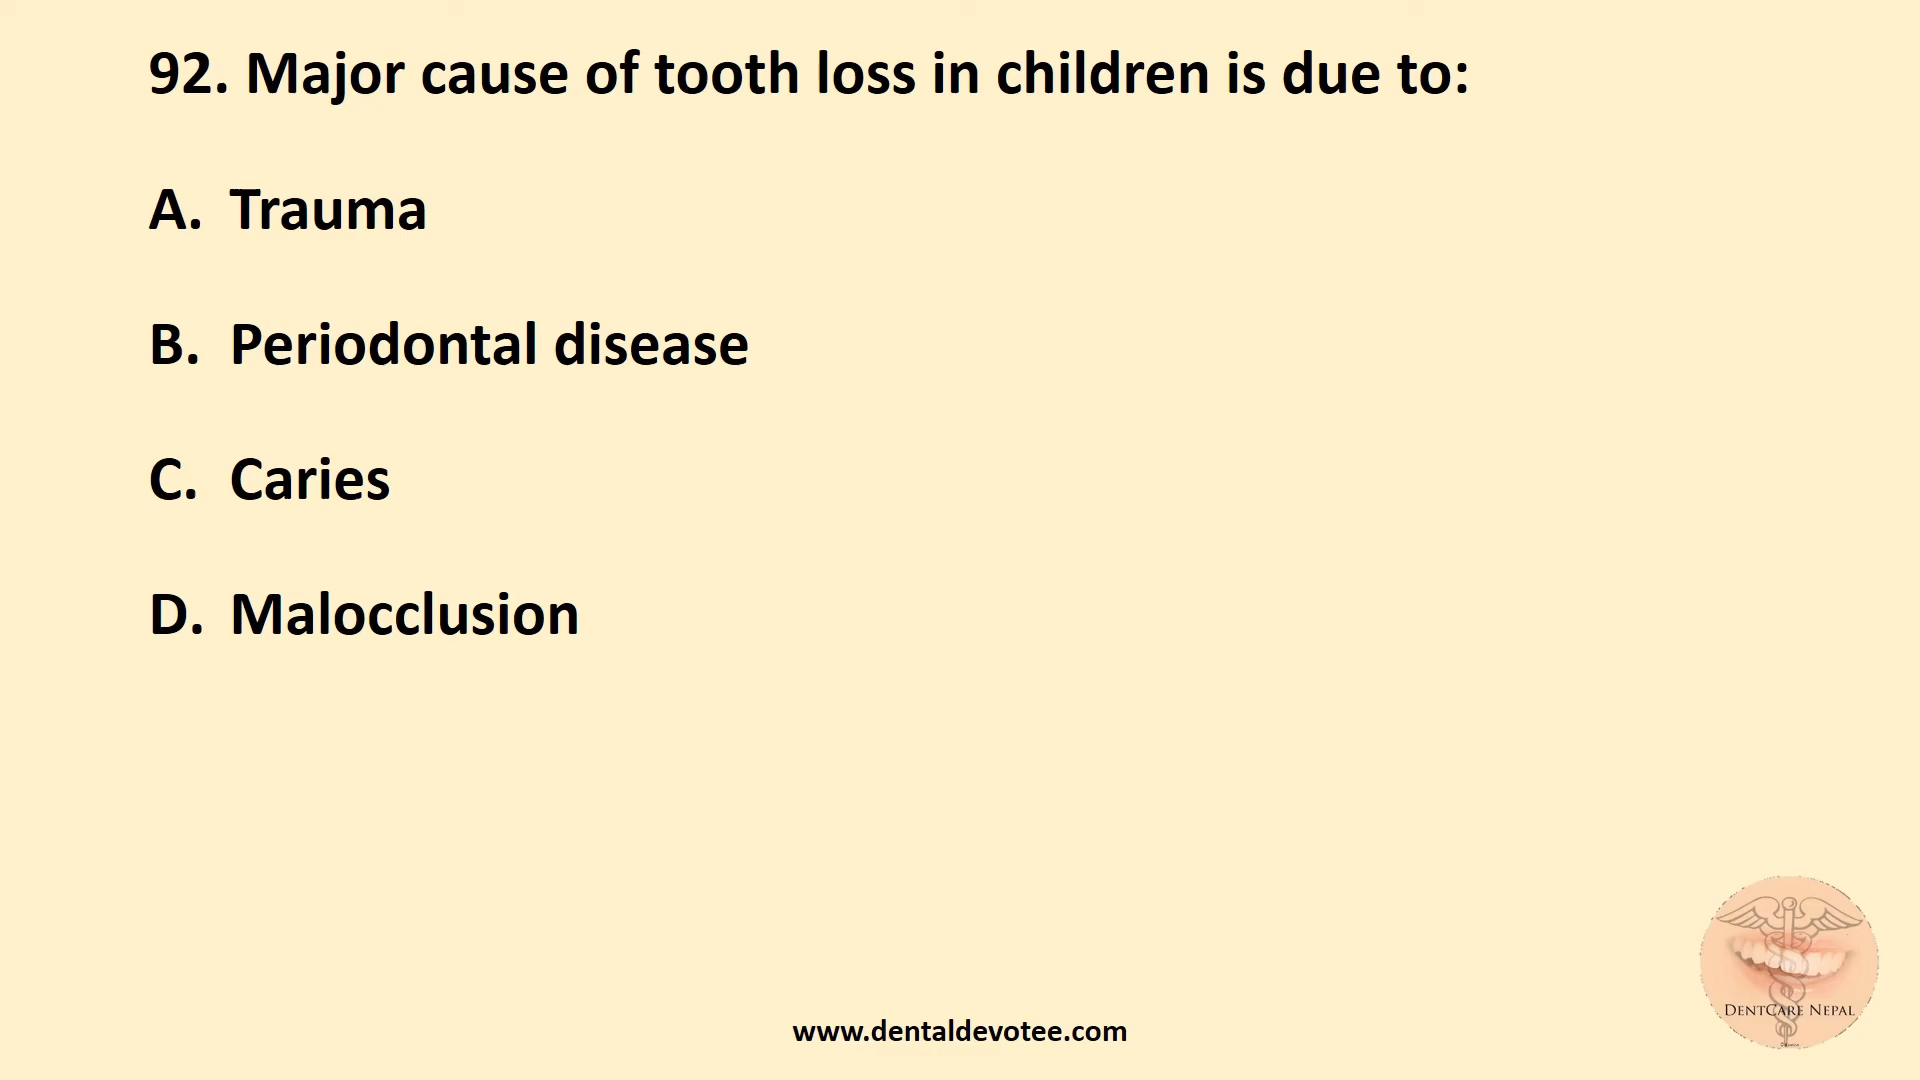 92. Major cause of tooth loss in children is due to:
A. Trauma
B. Periodontal disease
C. Caries
D. Malocclusion
DENTCARE NEPAL
www.dentaldevotee.com